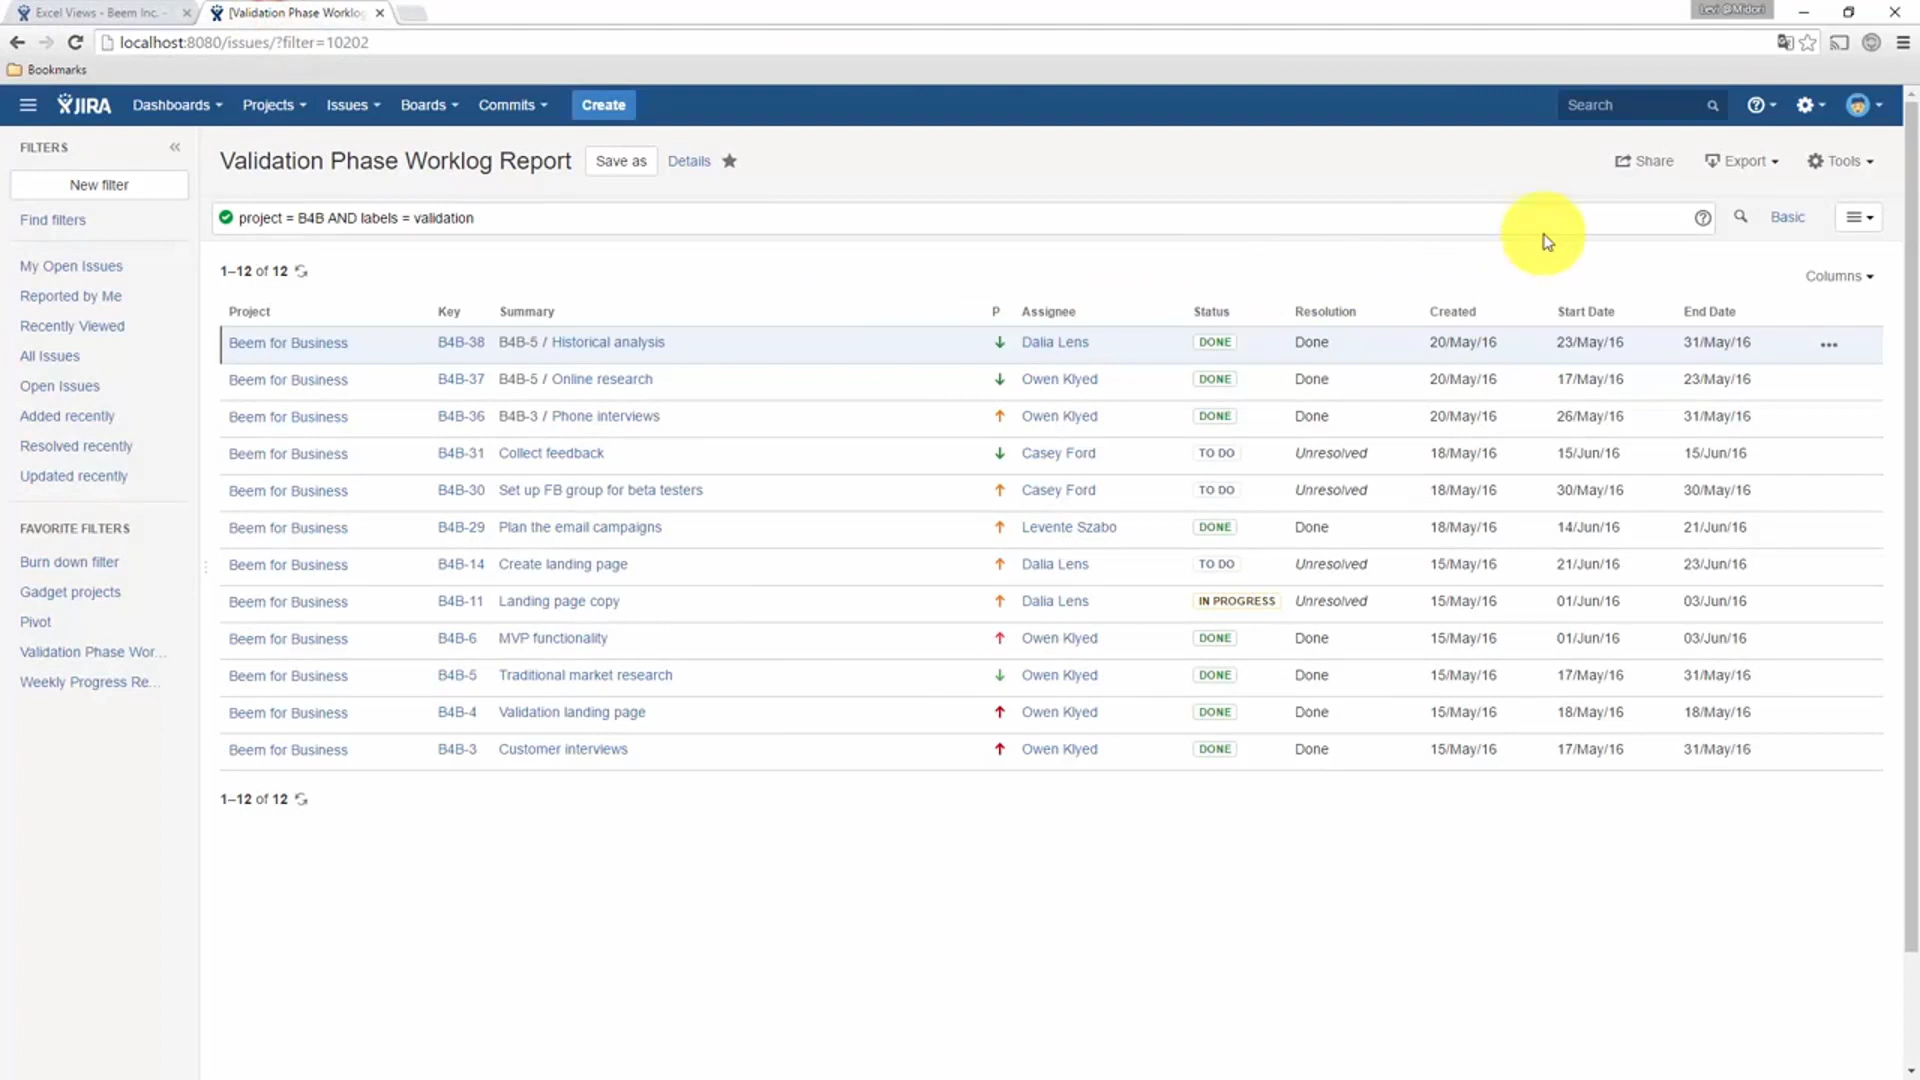 Excel Views - Beem Inc. -
[Validation Phase Worklog
Levi @Midori
localhost:8080/issues/?filter=10202
Bookmarks
JIRA Dashboards Projects Issues Boards Commits Create Search
FILTERS
New filter
Find filters
My Open Issues
Reported by Me
Recently Viewed
All Issues
Open Issues
Added recently
Resolved recently
Updated recently
FAVORITE FILTERS
Burn down filter
Gadget projects
Pivot
Validation Phase Wor...
Weekly Progress Re...
Validation Phase Worklog Report Save as Details Share Export Tools
project = B4B AND labels = validation Basic
1–12 of 12
Columns
Project Key Summary P Assignee Status Resolution Created Start Date End Date
Beem for Business B4B-38 B4B-5 / Historical analysis Dalia Lens DONE Done 20/May/16 23/May/16 31/May/16
Beem for Business B4B-37 B4B-5 / Online research Owen Klyed DONE Done 20/May/16 17/May/16 23/May/16
Beem for Business B4B-36 B4B-3 / Phone interviews Owen Klyed DONE Done 20/May/16 26/May/16 31/May/16
Beem for Business B4B-31 Collect feedback Casey Ford TO DO Unresolved 18/May/16 15/Jun/16 15/Jun/16
Beem for Business B4B-30 Set up FB group for beta testers Casey Ford TO DO Unresolved 18/May/16 30/May/16 30/May/16
Beem for Business B4B-29 Plan the email campaigns Levente Szabo DONE Done 18/May/16 14/Jun/16 21/Jun/16
Beem for Business B4B-14 Create landing page Dalia Lens TO DO Unresolved 15/May/16 21/Jun/16 23/Jun/16
Beem for Business B4B-11 Landing page copy Dalia Lens IN PROGRESS Unresolved 15/May/16 01/Jun/16 03/Jun/16
Beem for Business B4B-6 MVP functionality Owen Klyed DONE Done 15/May/16 01/Jun/16 03/Jun/16
Beem for Business B4B-5 Traditional market research Owen Klyed DONE Done 15/May/16 17/May/16 31/May/16
Beem for Business B4B-4 Validation landing page Owen Klyed DONE Done 15/May/16 18/May/16 18/May/16
Beem for Business B4B-3 Customer interviews Owen Klyed DONE Done 15/May/16 17/May/16 31/May/16
1–12 of 12